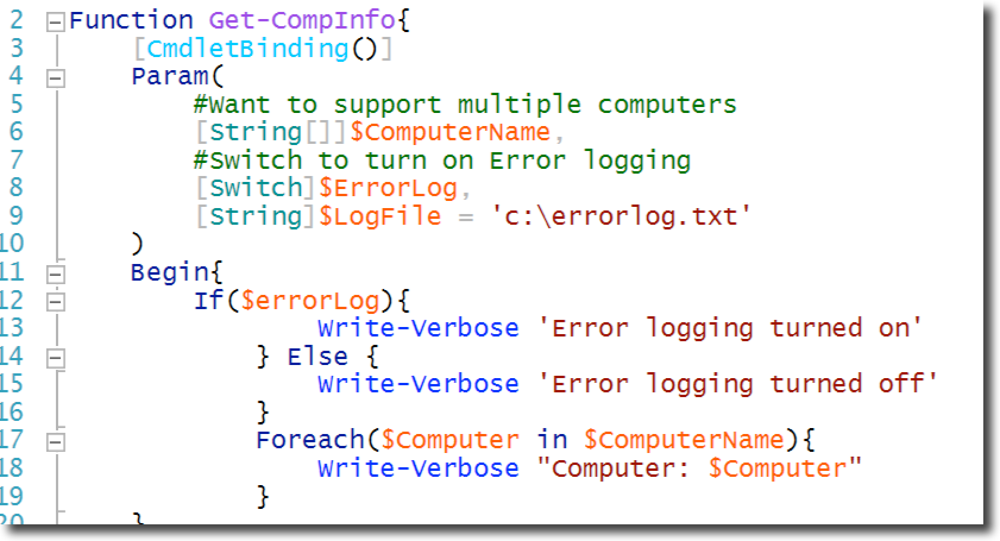 2 Function Get-CompInfo{
3 [CmdletBinding()]
4 Param(
5 #Want to support multiple computers
6 [String[]]$ComputerName,
7 #Switch to turn on Error logging
8 [Switch]$ErrorLog,
9 [String]$LogFile = 'c:\errorlog.txt'
10 )
11 Begin{
12 If($errorLog){
13 Write-Verbose 'Error logging turned on'
14 } Else {
15 Write-Verbose 'Error logging turned off'
16 }
17 Foreach($Computer in $ComputerName){
18 Write-Verbose "Computer: $Computer"
19 }
20 }